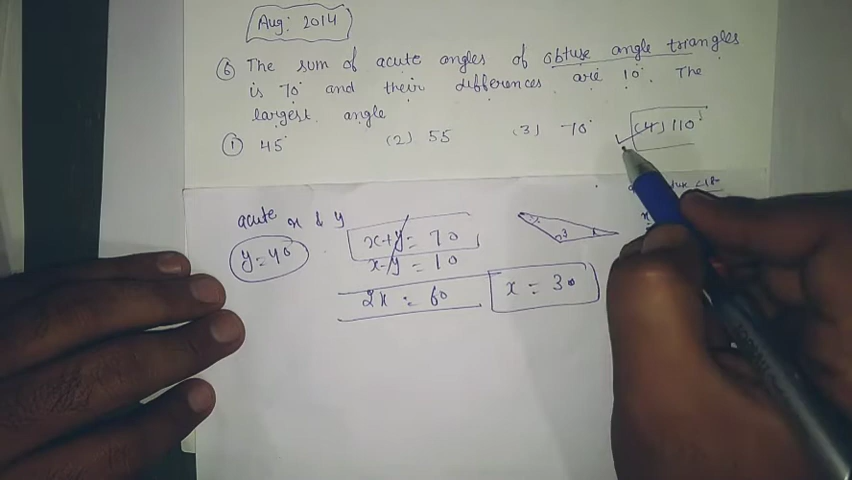 Aug: 2014
⑥ The sum of acute angles of obtuse angle triangles
is 70° and their differences are 10°. The
largest angle
① 45° (2) 55 (3) 70° (4) 110°
acute x & y
x+y = 70
y = 40
x-y = 10
2x = 60
x = 30